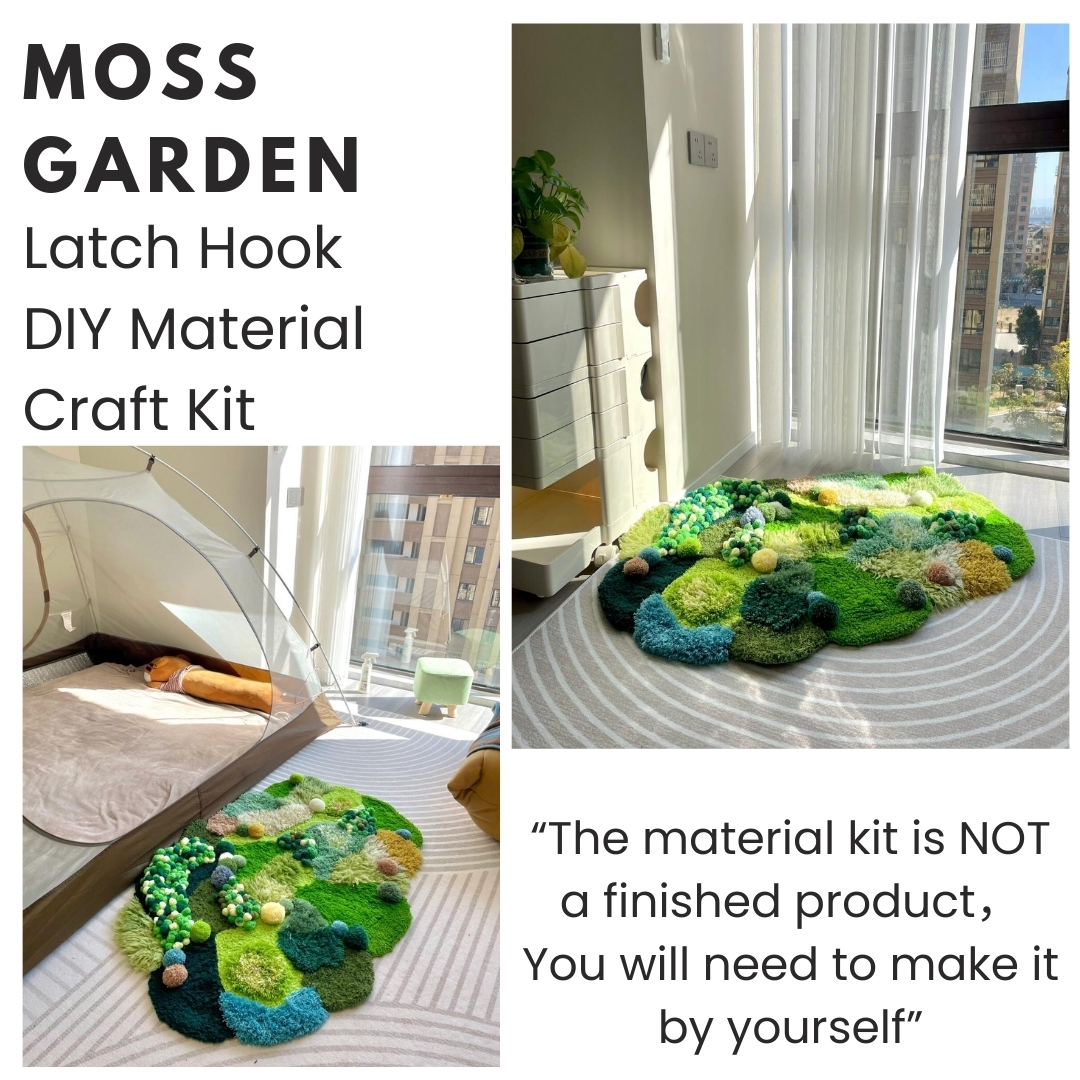 MOSS
GARDEN
Latch Hook
DIY Material
Craft Kit
“The material kit is NOT
a finished product，
You will need to make it
by yourself”